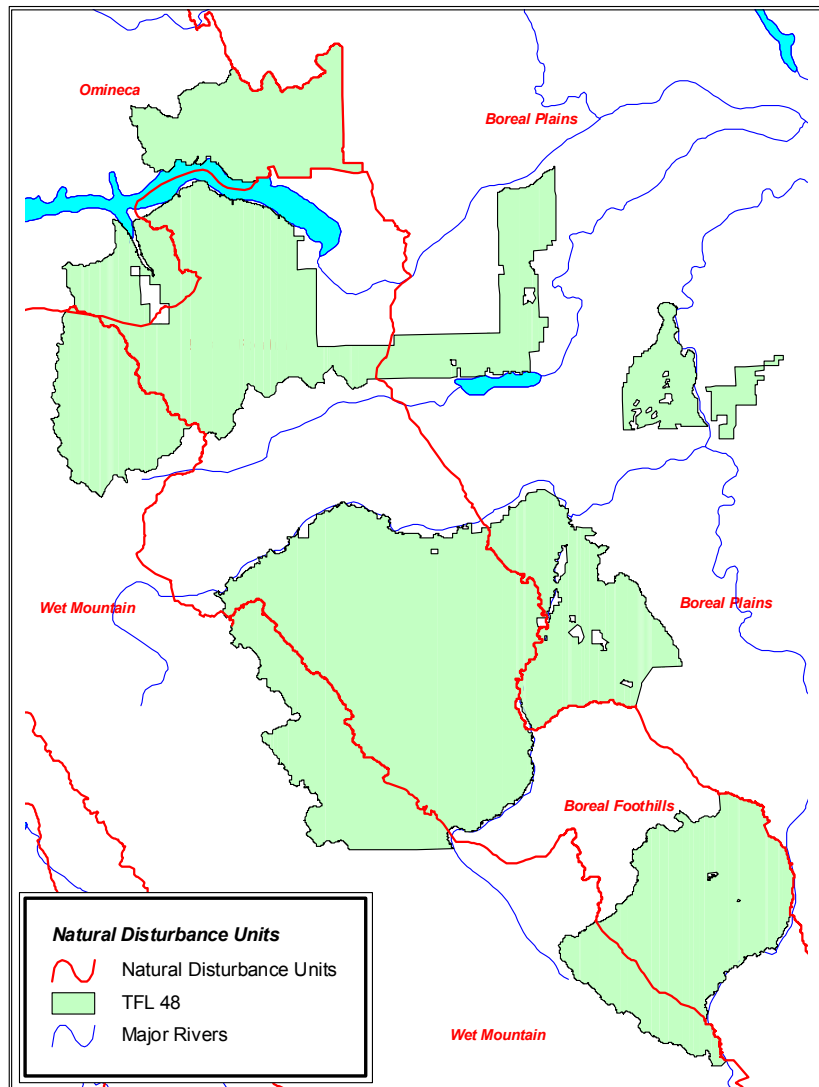 Omineca
Boreal Plains
Wet Mountain
Boreal Plains
Boreal Foothills
Wet Mountain
Natural Disturbance Units
Natural Disturbance Units
TFL 48
Major Rivers